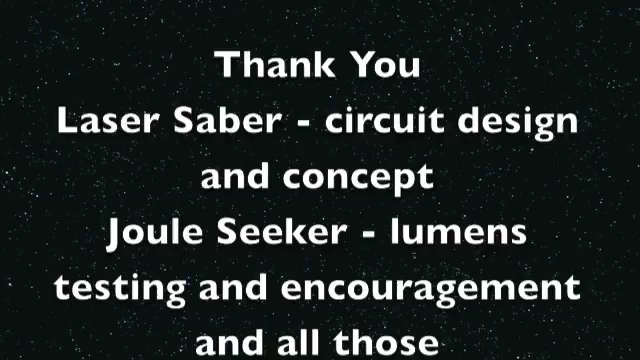 Thank You
Laser Saber - circuit design
and concept
Joule Seeker - lumens
testing and encouragement
and all those